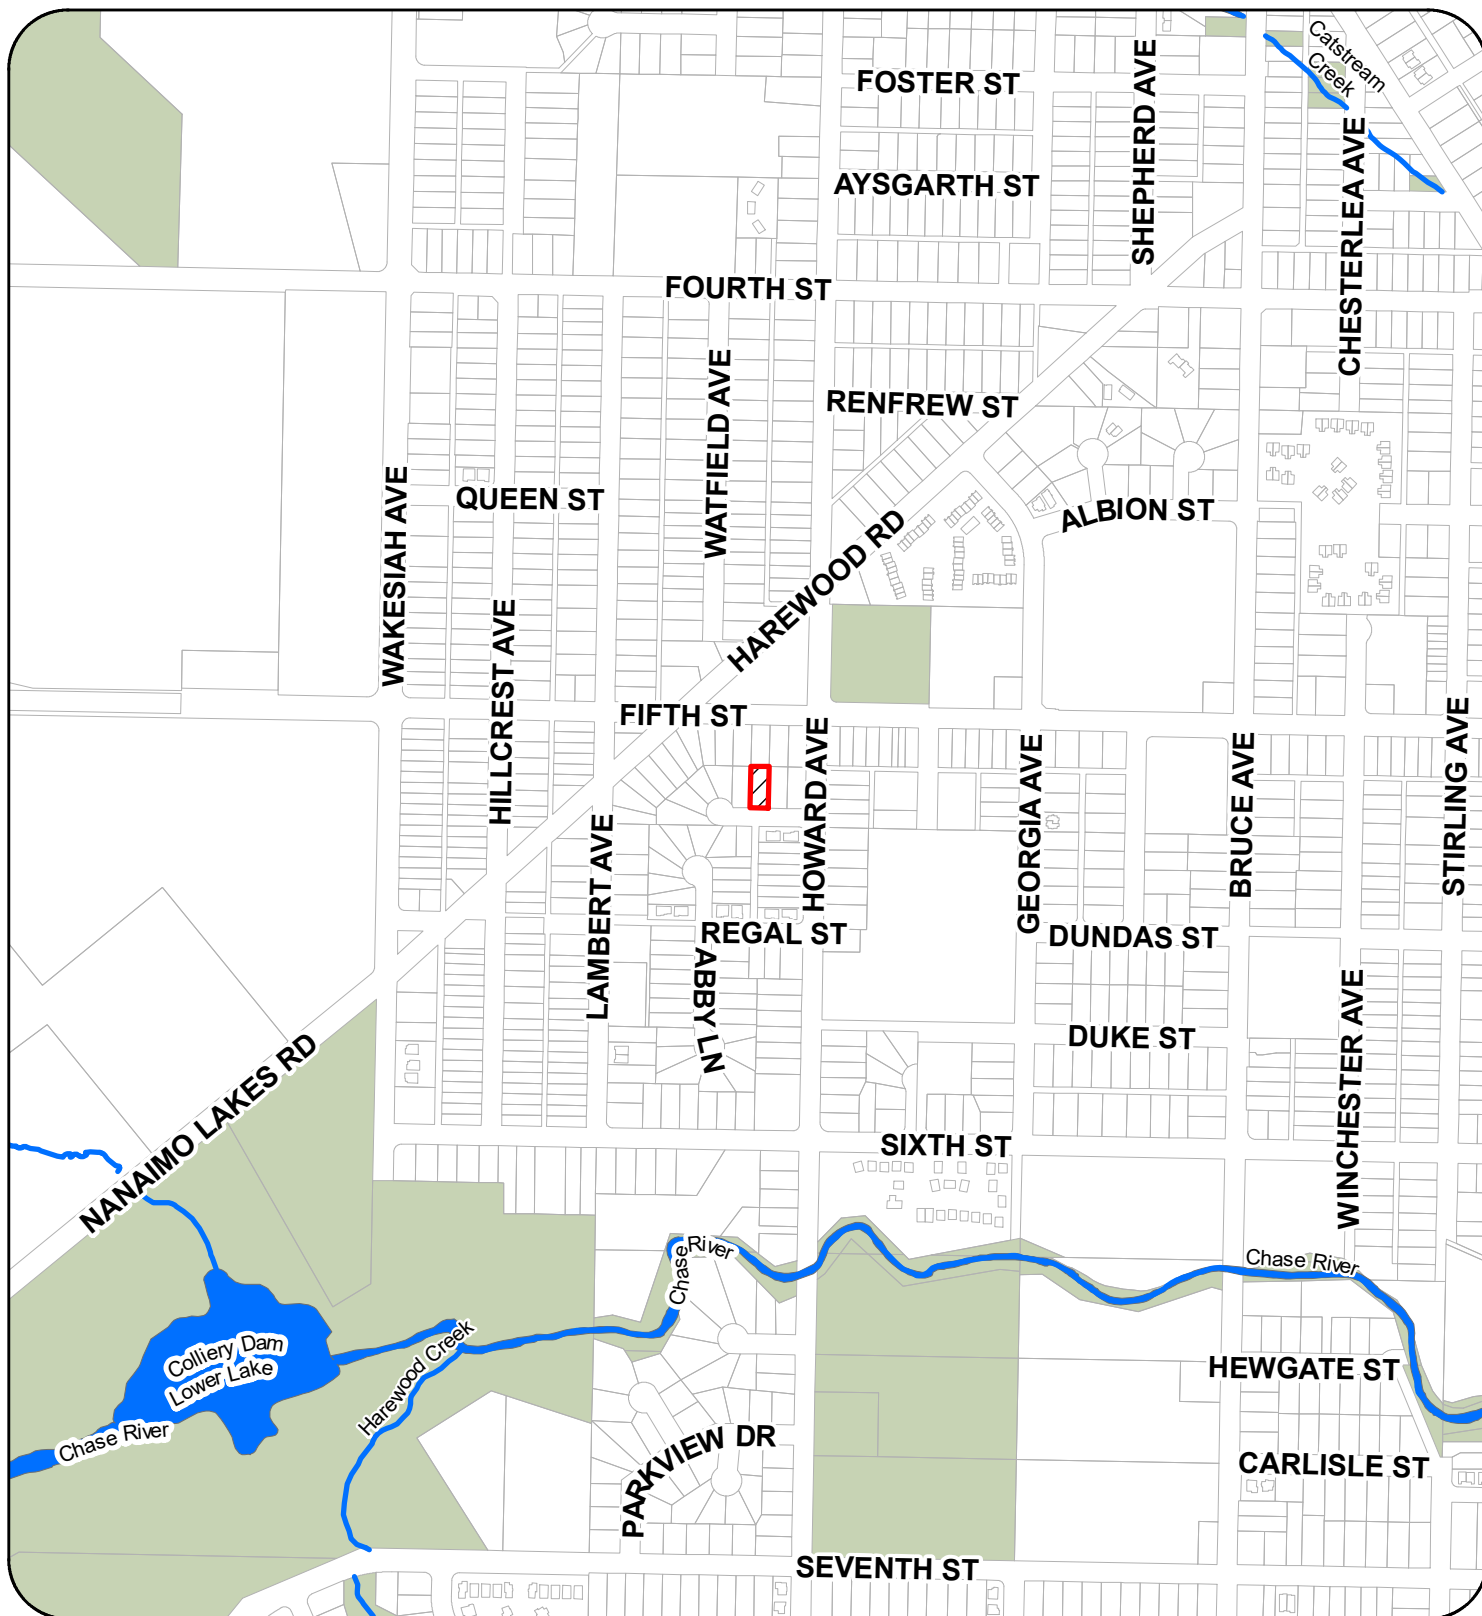 Catstream
Creek
FOSTER ST
SHEPHERD AVE
CHESTERLEA AVE
AYSGARTH ST
FOURTH ST
WATFIELD AVE
RENFREW ST
WAKESIAH AVE
QUEEN ST
ALBION ST
HAREWOOD RD
HILLCREST AVE
FIFTH ST
HOWARD AVE
GEORGIA AVE
BRUCE AVE
STIRLING AVE
LAMBERT AVE
REGAL ST
DUNDAS ST
ABBY LN
WINCHESTER AVE
DUKE ST
NANAIMO LAKES RD
SIXTH ST
Chase River
Chase River
Colliery Dam
Lower Lake
Harewood Creek
HEWGATE ST
Chase River
PARKVIEW DR
CARLISLE ST
SEVENTH ST